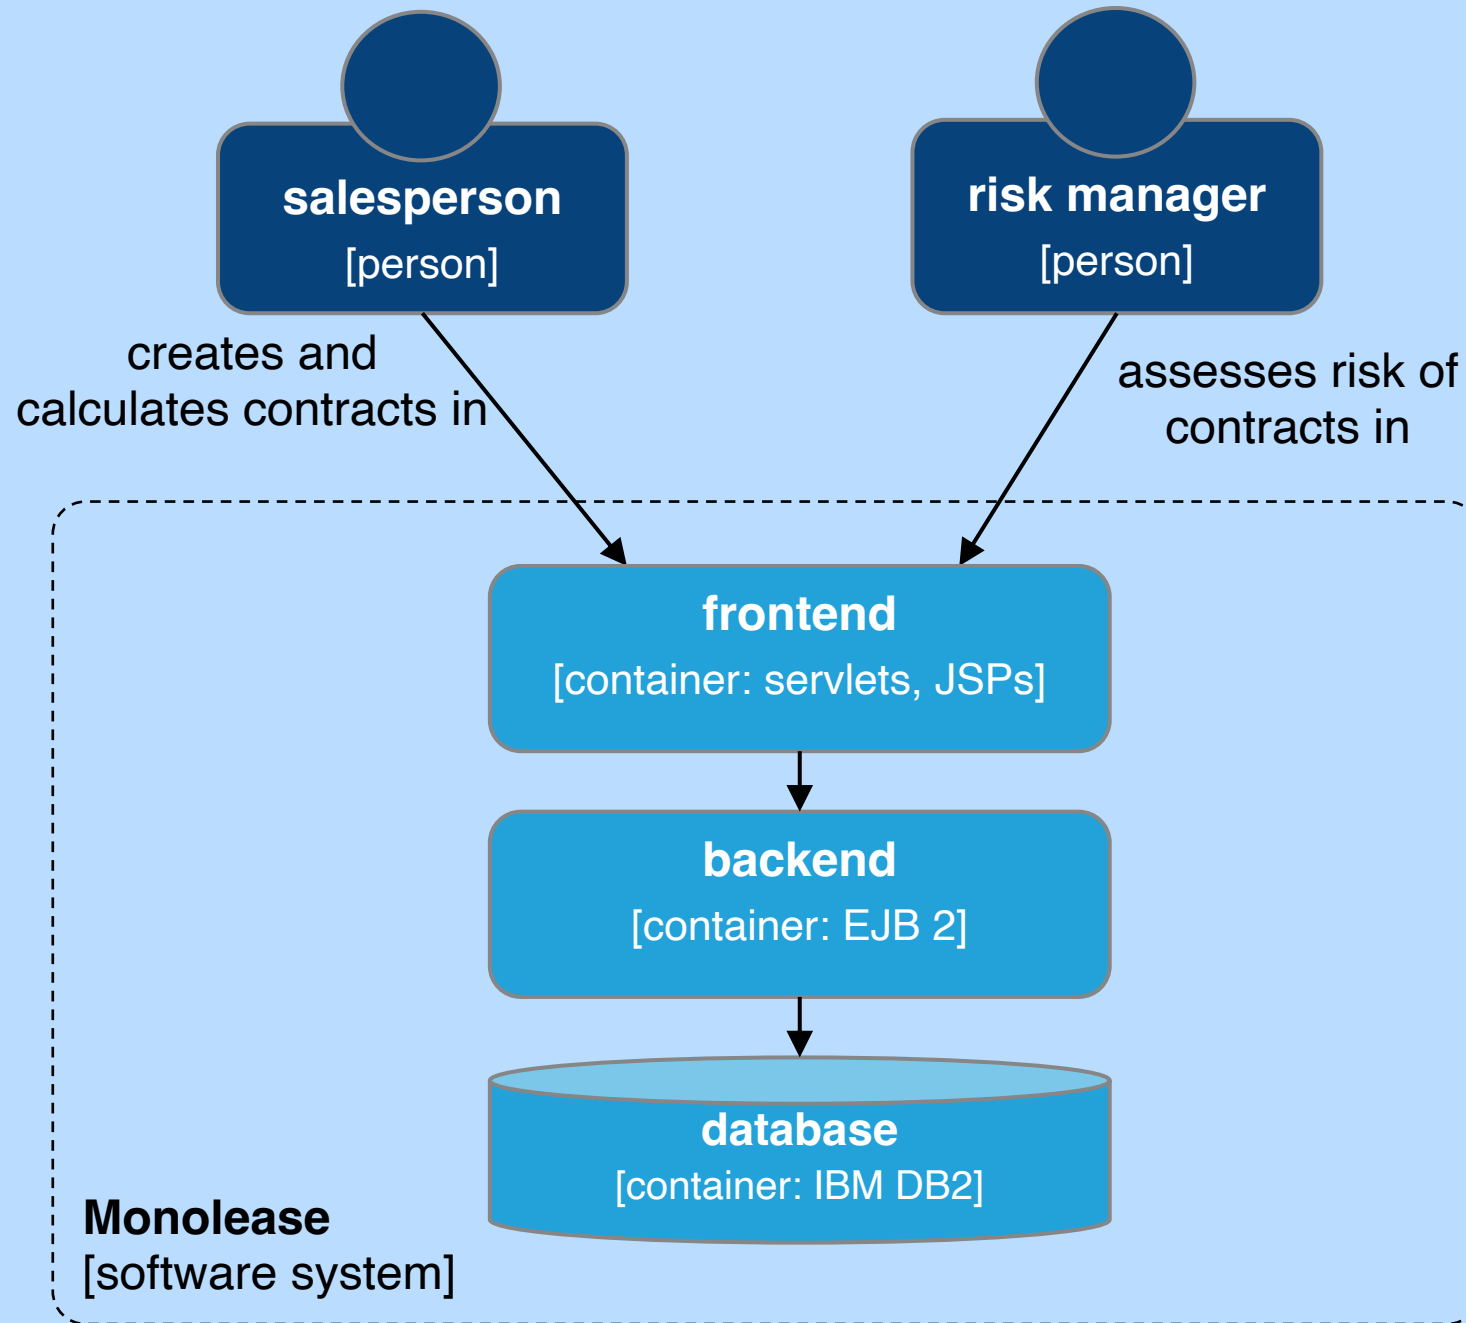 salesperson
[person]
risk manager
[person]
creates and
calculates contracts in
assesses risk of
contracts in
frontend
[container: servlets, JSPs]
backend
[container: EJB 2]
database
[container: IBM DB2]
Monolease
[software system]